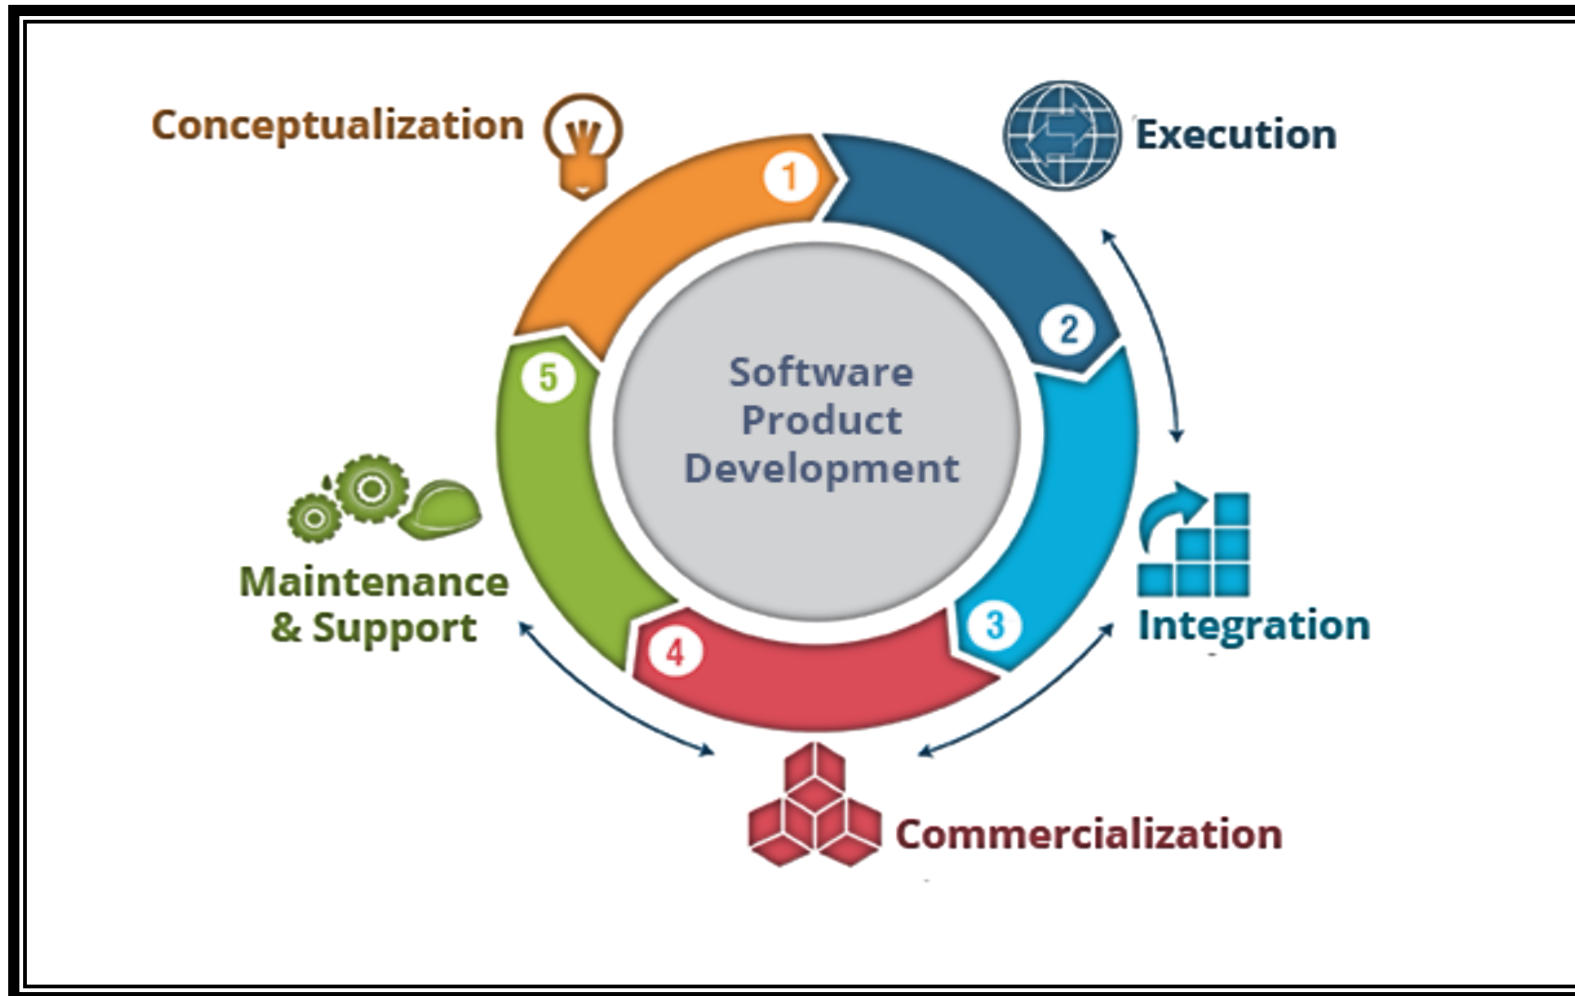 Conceptualization
1
Execution
2
Software
Product
Development
5
Maintenance
& Support
3
Integration
4
Commercialization